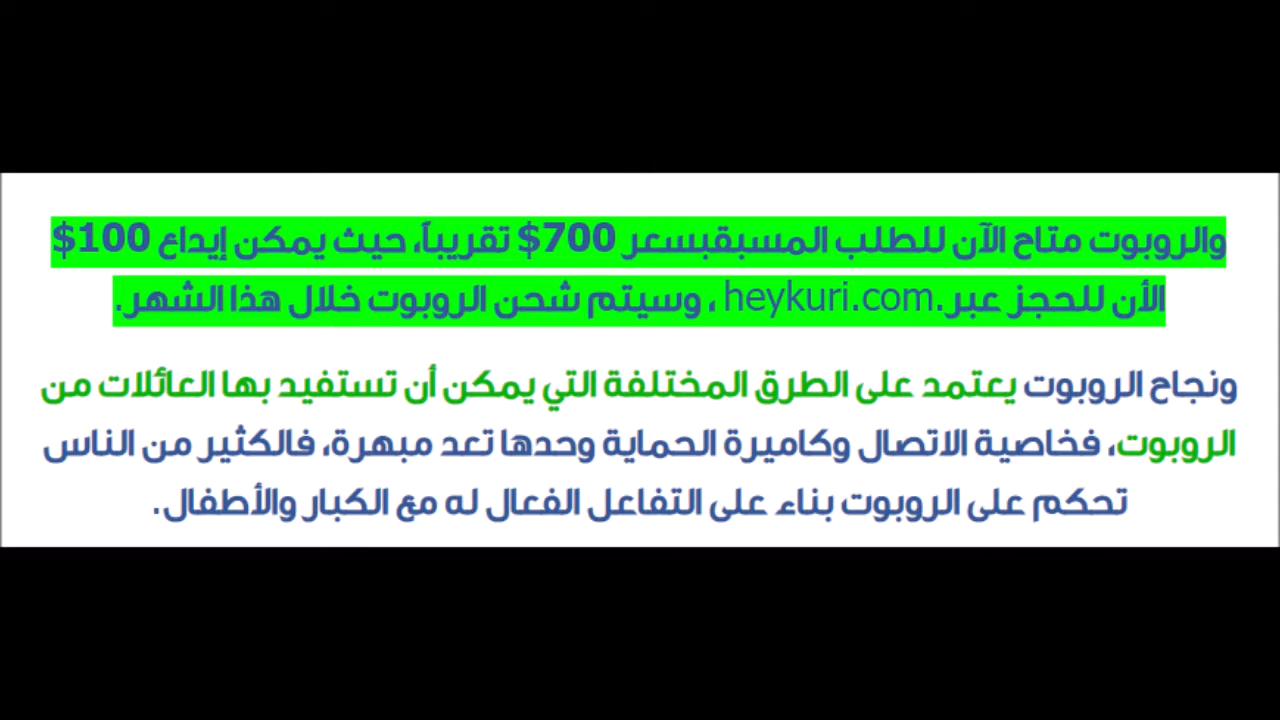 والروبوت متاح الآن للطلب المسبقبسعر 700$ تقريباً، حيث يمكن إيداع 100$
الأن للحجز عبر.heykuri.com ، وسيتم شحن الروبوت خلال هذا الشهر.
ونجاح الروبوت يعتمد على الطرق المختلفة التي يمكن أن تستفيد بها العائلات من
الروبوت، فخاصية الاتصال وكاميرة الحماية وحدها تعد مبهرة، فالكثير من الناس
تحكم على الروبوت بناء على التفاعل الفعال له مع الكبار والأطفال.